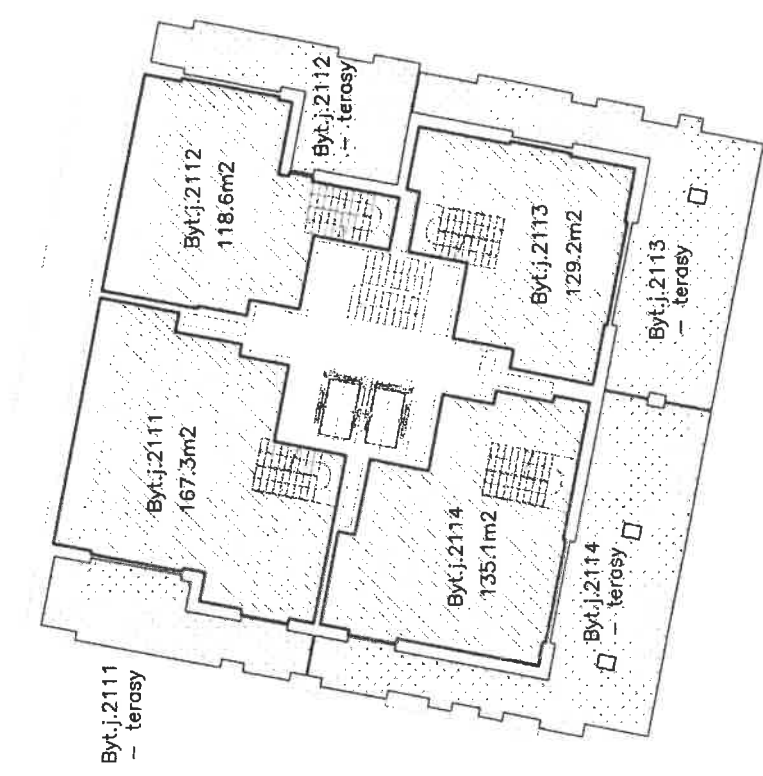 Byt.j.2112
– terasy
Byt.j.2112
118.6m2
Byt.j.2111
167.3m2
Byt.j.2113
129.2m2
Byt.j.2113
– terasy
Byt.j.2114
135.1m2
Byt.j.2114
– terasy
Byt.j.2111
– terasy